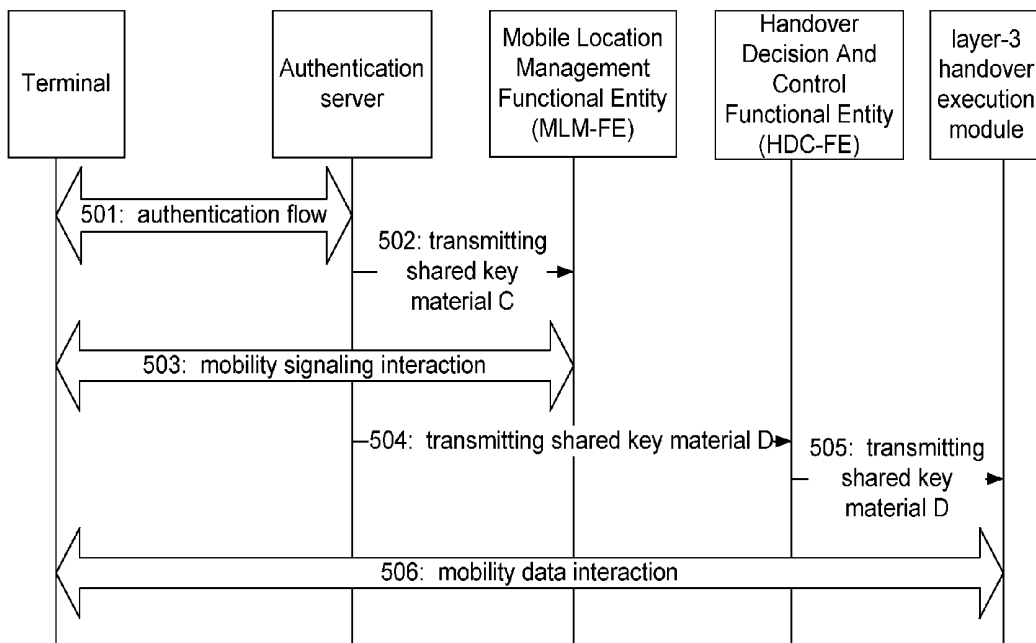 Terminal
Authentication
server
Mobile Location
Management
Functional Entity
(MLM-FE)
Handover
Decision And
Control
Functional Entity
(HDC-FE)
layer-3
handover
execution
module
501: authentication flow
502: transmitting
shared key
material C
503: mobility signaling interaction
504: transmitting shared key material D
505: transmitting
shared key
material D
506: mobility data interaction